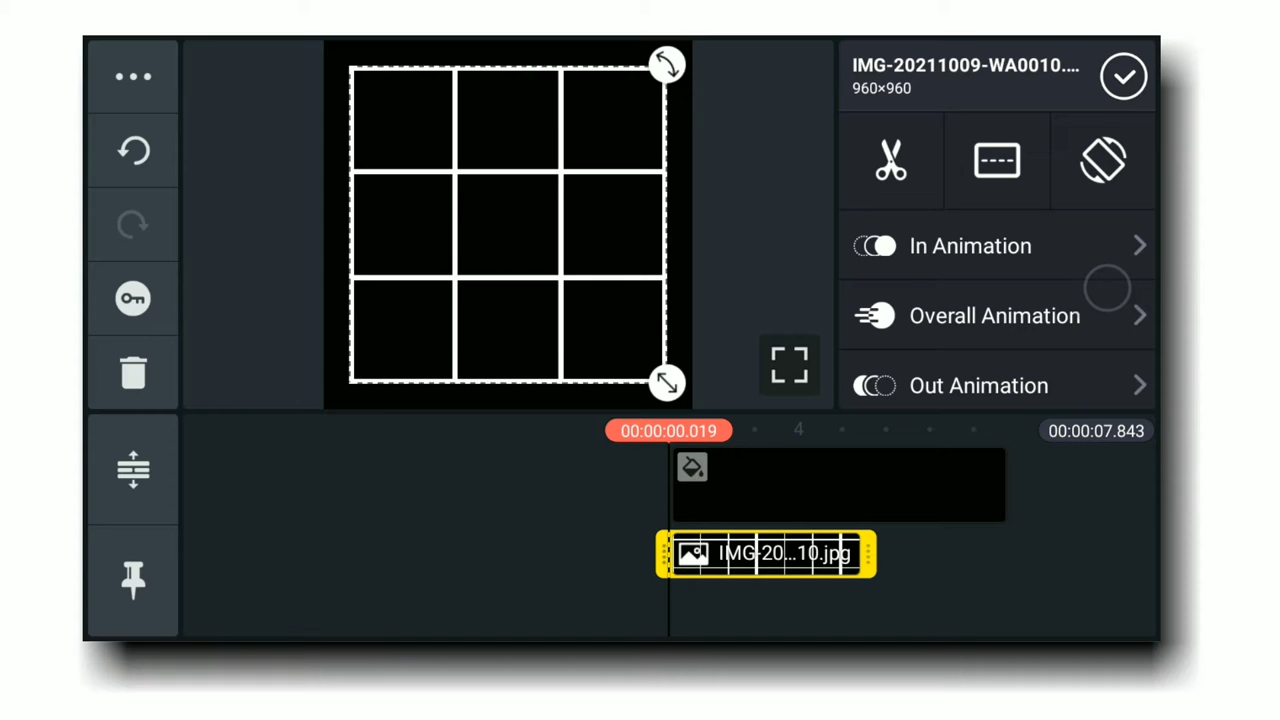 IMG-20211009-WA0010....
960×960
In Animation
Overall Animation
Out Animation
00:00:00.019
4
00:00:07.843
IMG-20...10.jpg